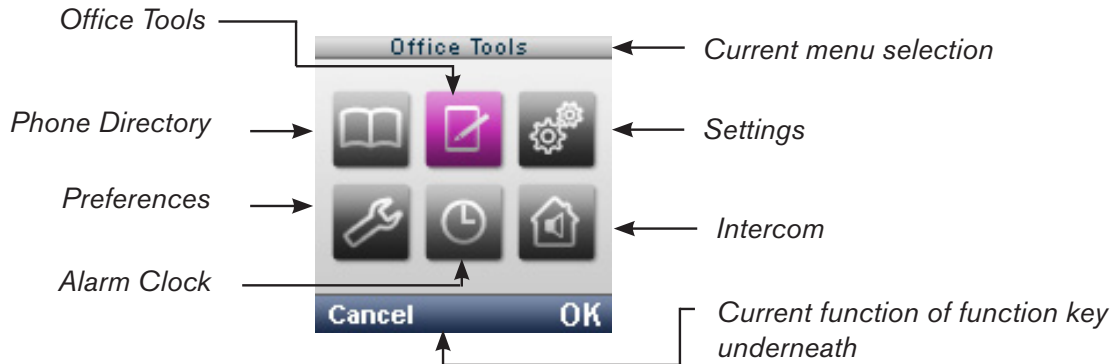 Office Tools
Office Tools
Current menu selection
Phone Directory
Settings
Preferences
Intercom
Alarm Clock
Cancel
OK
Current function of function key
underneath